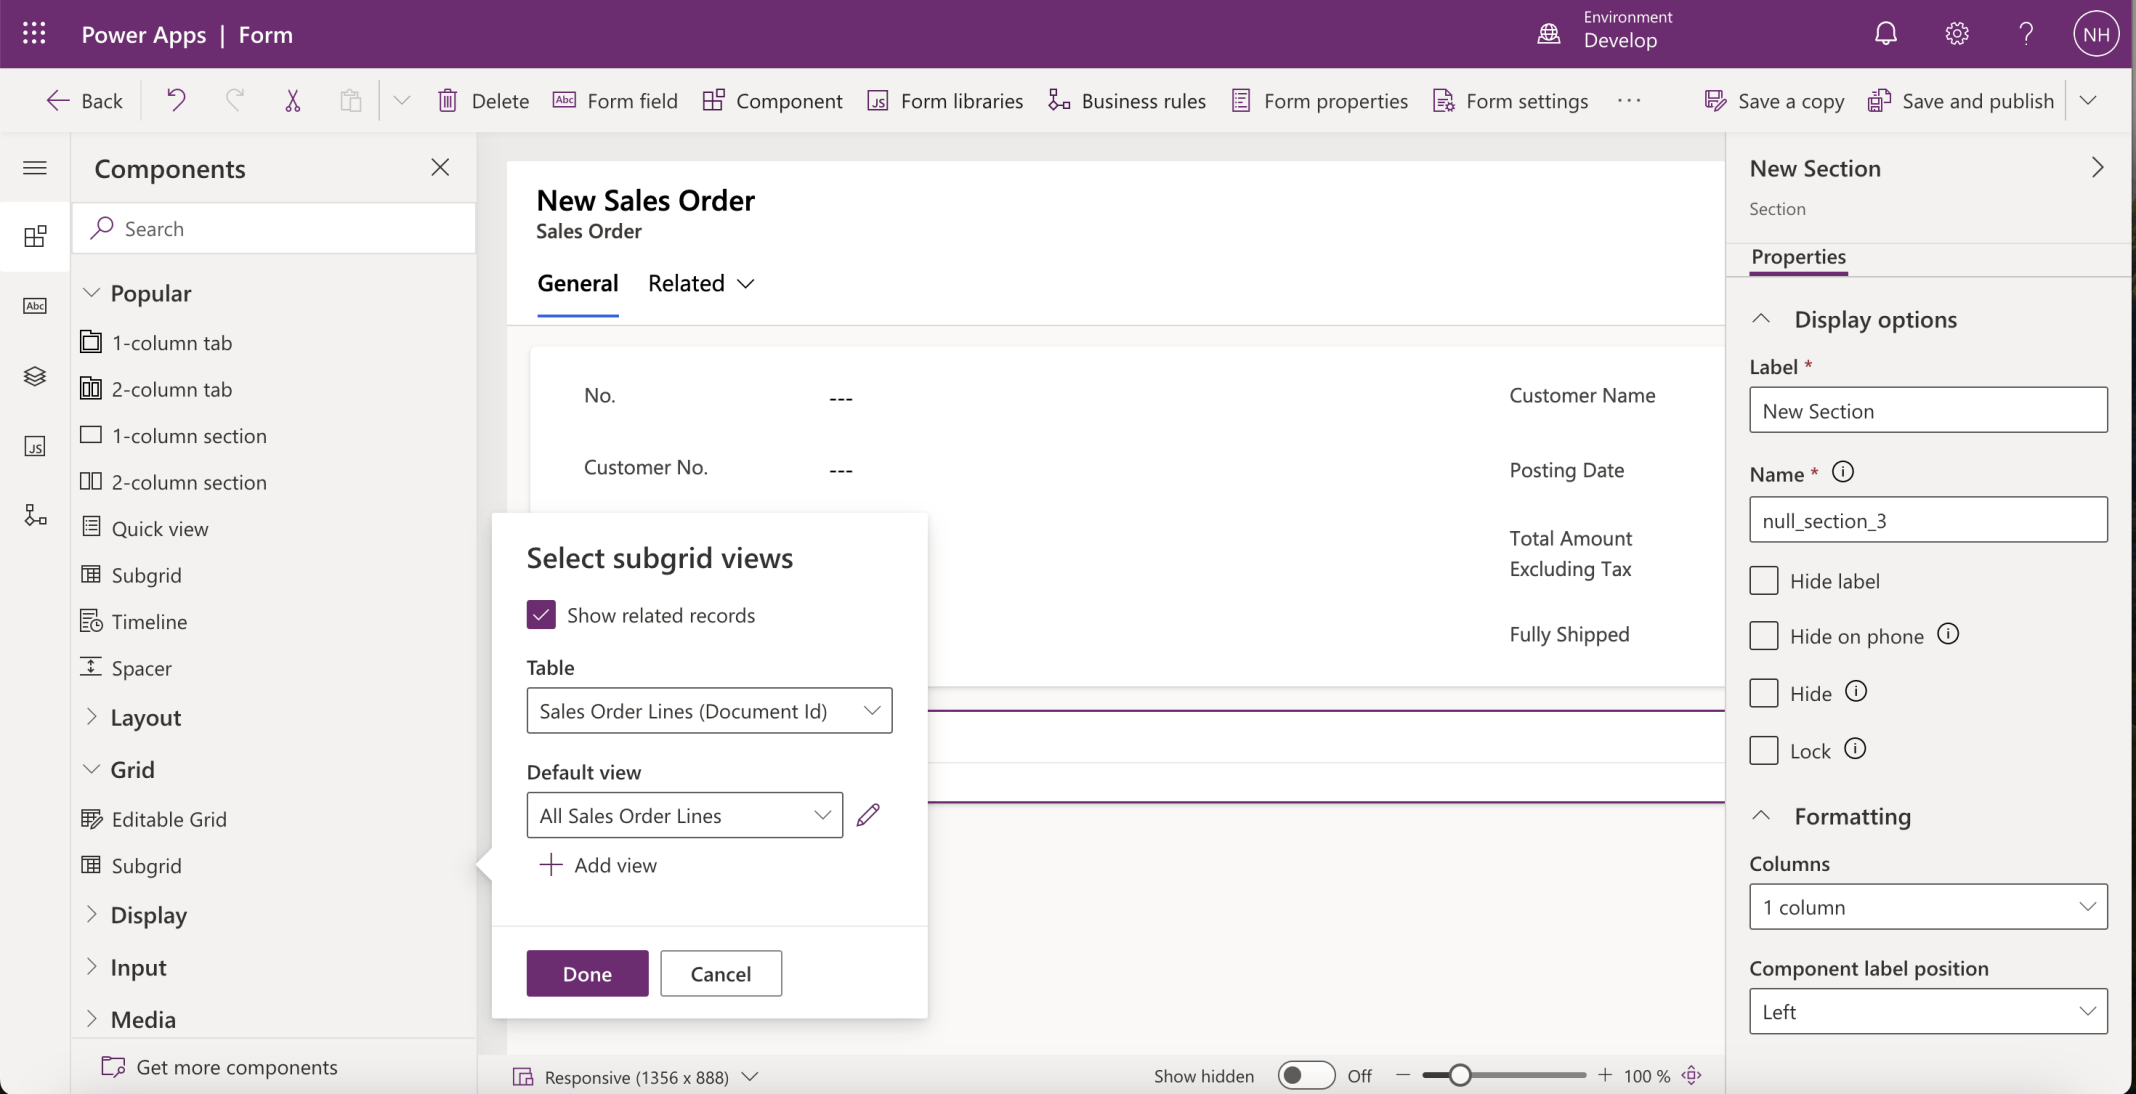 Power Apps | Form
Environment
Develop
?
NH
Back
Delete
Abc
Form field
Component
JS
Form libraries
Business rules
Form properties
Form settings
...
Save a copy
Save and publish
Components
Search
Abc
JS
Popular
1-column tab
2-column tab
1-column section
2-column section
Quick view
Subgrid
Timeline
Spacer
Layout
Grid
Editable Grid
Subgrid
Display
Input
Media
Get more components
New Sales Order
Sales Order
General
Related
No.
---
Customer Name
Customer No.
---
Posting Date
Total Amount
Excluding Tax
Fully Shipped
Select subgrid views
Show related records
Table
Sales Order Lines (Document Id)
Default view
All Sales Order Lines
Add view
Done
Cancel
Responsive (1356 x 888)
Show hidden
Off
100 %
New Section
Section
Properties
Display options
Label *
New Section
Name *
null_section_3
Hide label
Hide on phone
Hide
Lock
Formatting
Columns
1 column
Component label position
Left